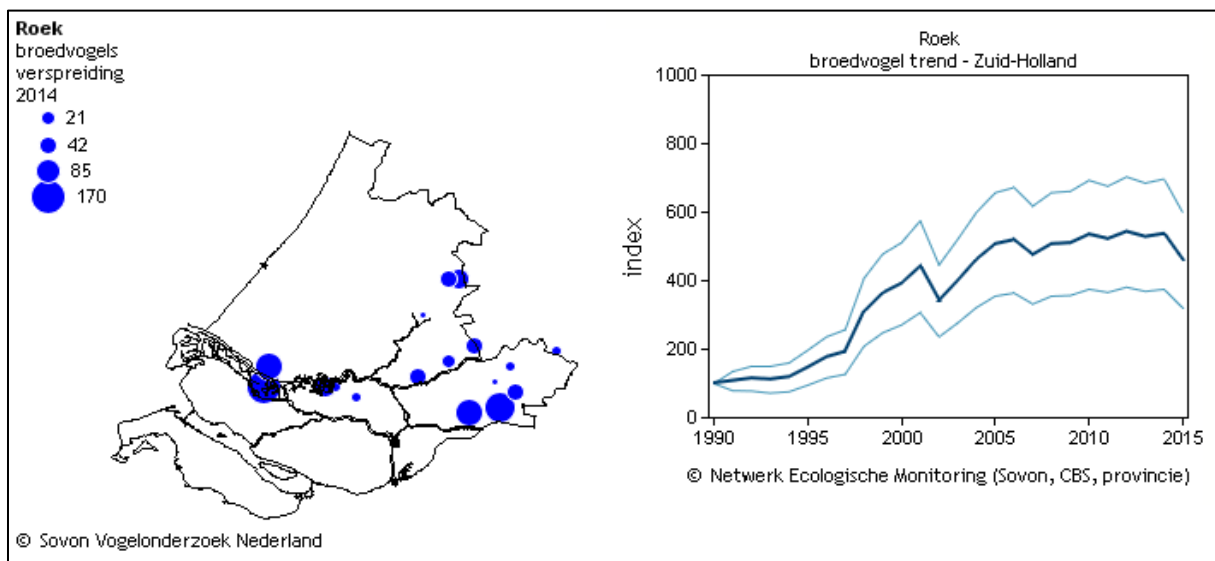 Roek
broedvogels
verspreiding
2014
21
42
85
170
© Sovon Vogelonderzoek Nederland
Roek
broedvogel trend - Zuid-Holland
1000
800
600
400
200
0
index
1990
1995
2000
2005
2010
2015
© Netwerk Ecologische Monitoring (Sovon, CBS, provincie)